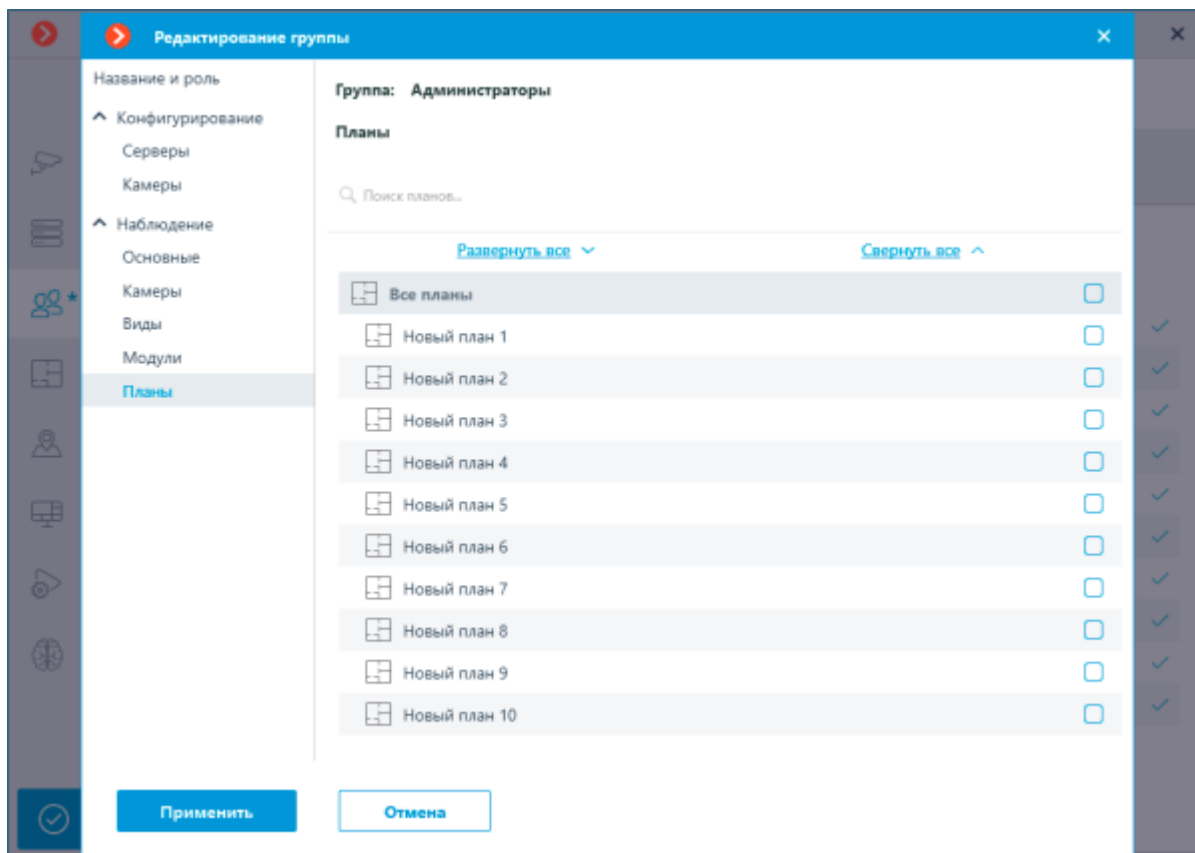 Редактирование группы
Название и роль
Конфигурирование
Серверы
Камеры
Наблюдение
Основные
Камеры
Виды
Модули
Планы
Группа: Администраторы
Планы
Поиск планов...
Развернуть все
Свернуть все
Все планы
Новый план 1
Новый план 2
Новый план 3
Новый план 4
Новый план 5
Новый план 6
Новый план 7
Новый план 8
Новый план 9
Новый план 10
Применить
Отмена